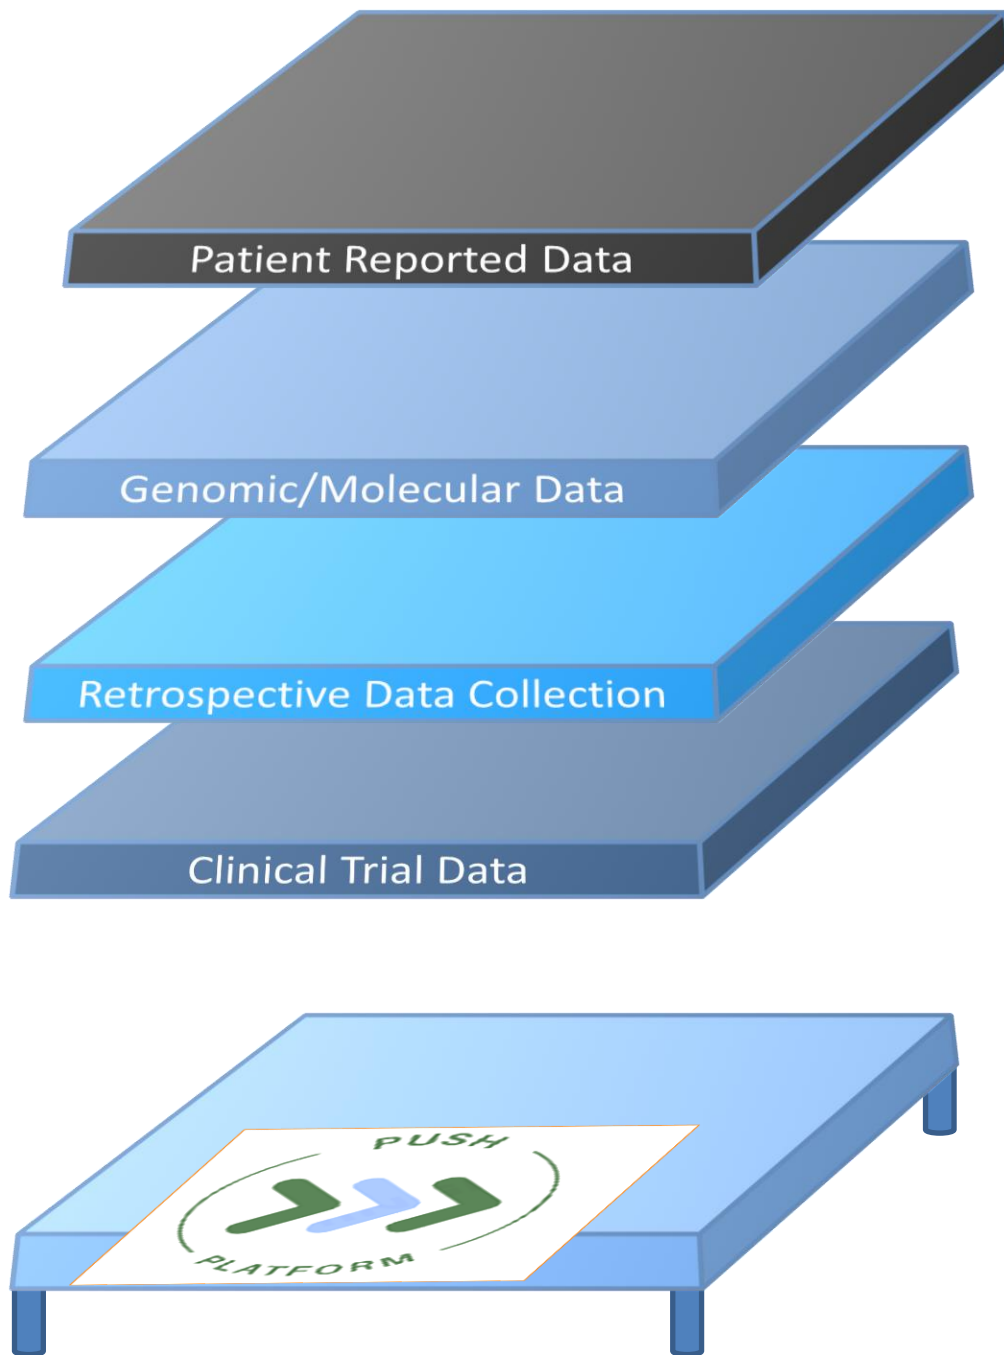 Patient Reported Data
Genomic/Molecular Data
Retrospective Data Collection
Clinical Trial Data
PUSH
PLATFORM